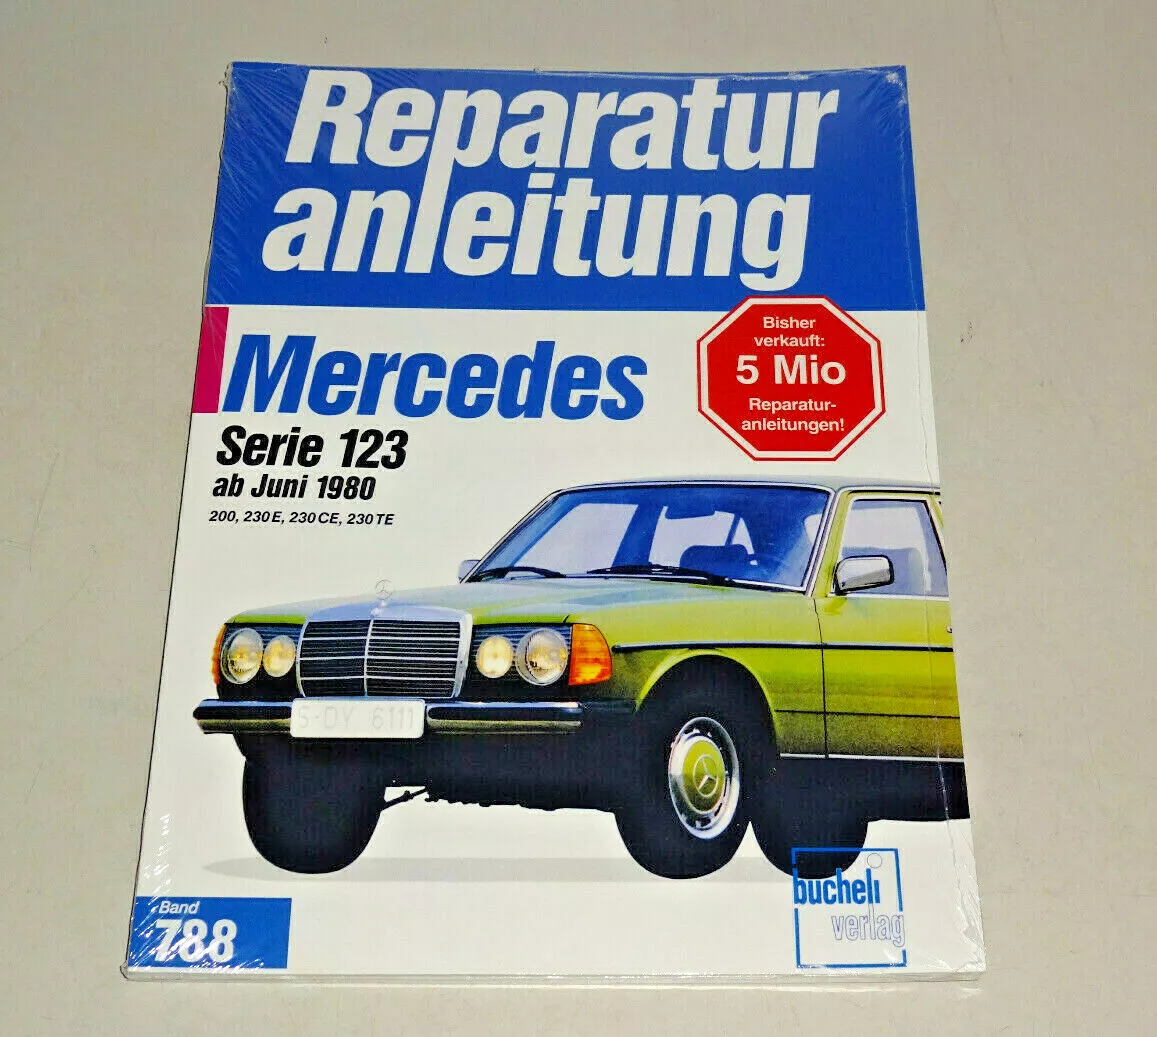 Reparatur
anleitung
Bisher
verkauft:
5 Mio
Reparatur-
anleitungen!
Mercedes
Serie 123
ab Juni 1980
200, 230 E, 230 CE, 230 TE
S-DY 6111
Band
788
bucheli
verlag